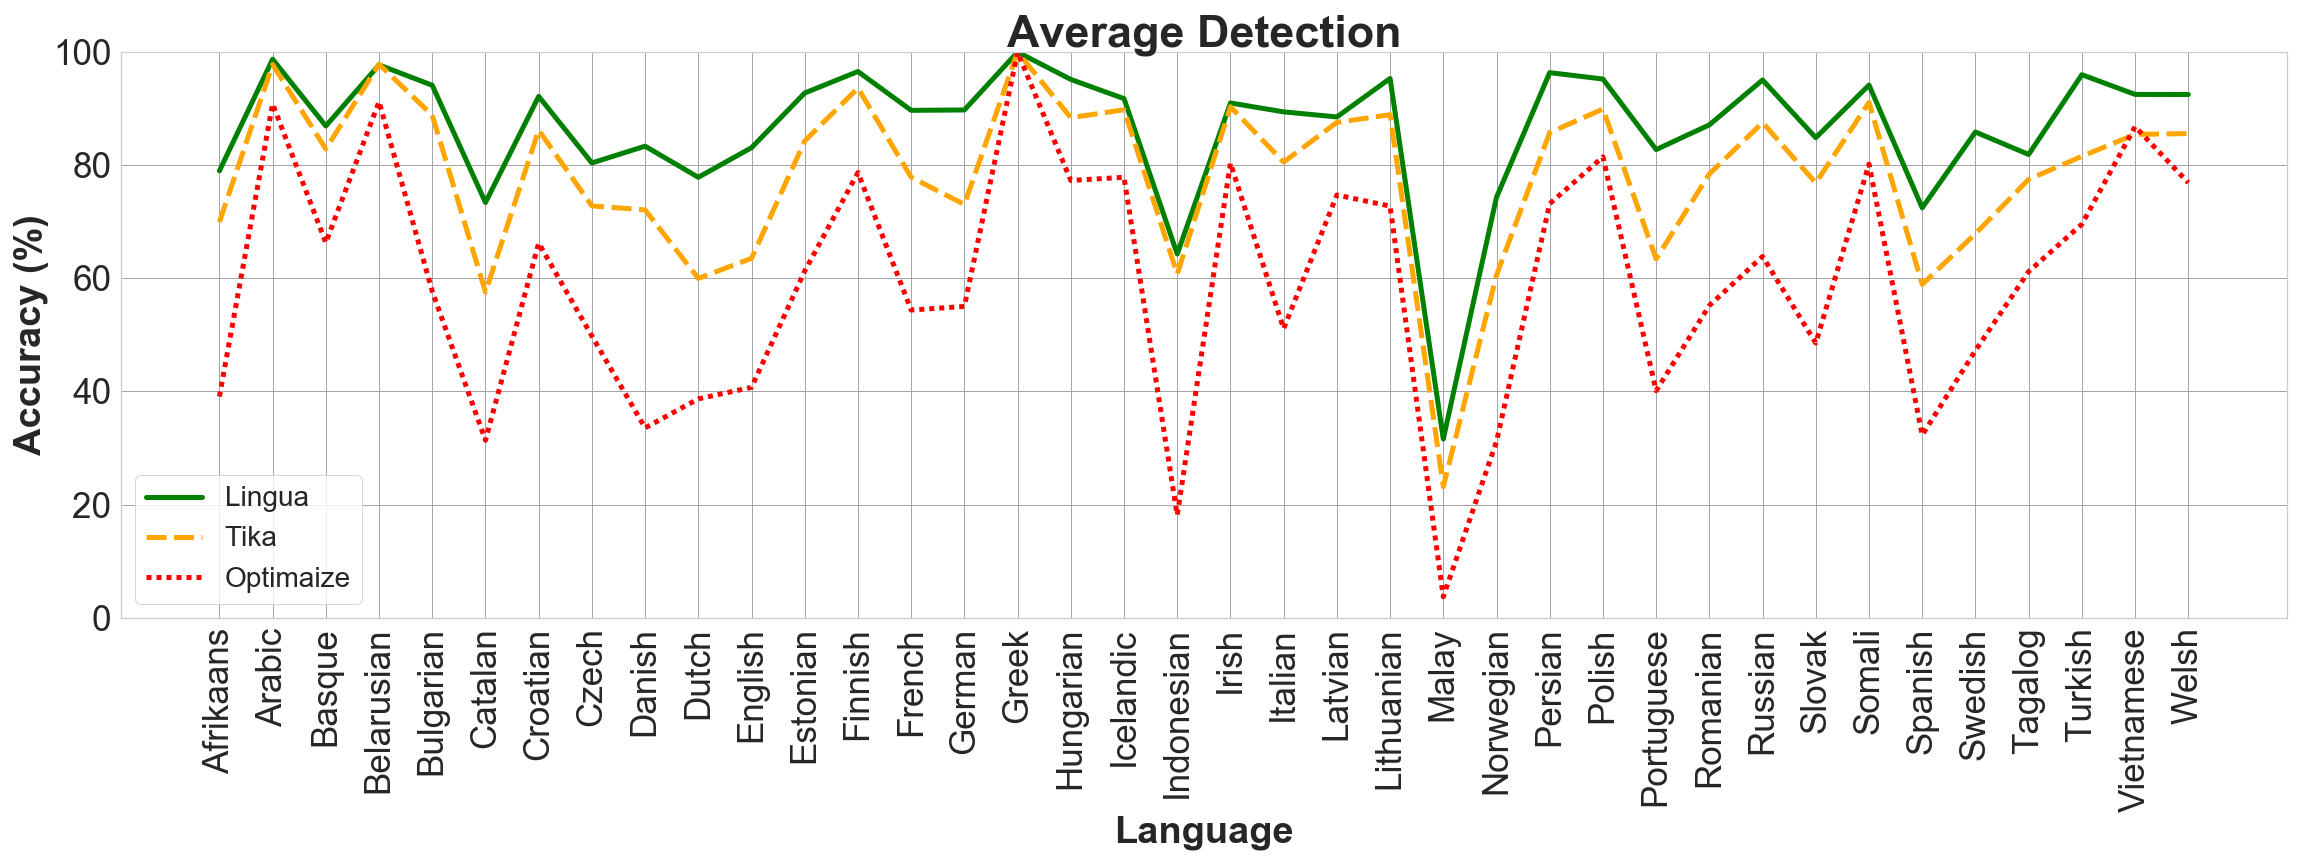 Average Detection
Accuracy (%)
100
80
60
40
20
0
Lingua
Tika
Optimaize
Afrikaans
Arabic
Basque
Belarusian
Bulgarian
Catalan
Croatian
Czech
Danish
Dutch
English
Estonian
Finnish
French
German
Greek
Hungarian
Icelandic
Indonesian
Irish
Italian
Latvian
Lithuanian
Malay
Norwegian
Persian
Polish
Portuguese
Romanian
Russian
Slovak
Somali
Spanish
Swedish
Tagalog
Turkish
Vietnamese
Welsh
Language